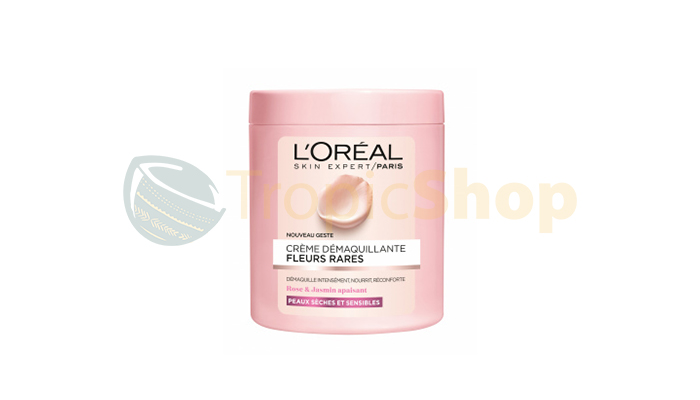 L'ORÉAL
SKIN EXPERT/PARIS
TropicShop
NOUVEAU GESTE
CRÈME DÉMAQUILLANTE
FLEURS RARES
DÉMAQUILLE INTENSÉMENT, NOURRIT, RÉCONFORTE
Rose & Jasmin apaisant
PEAUX SÈCHES ET SENSIBLES